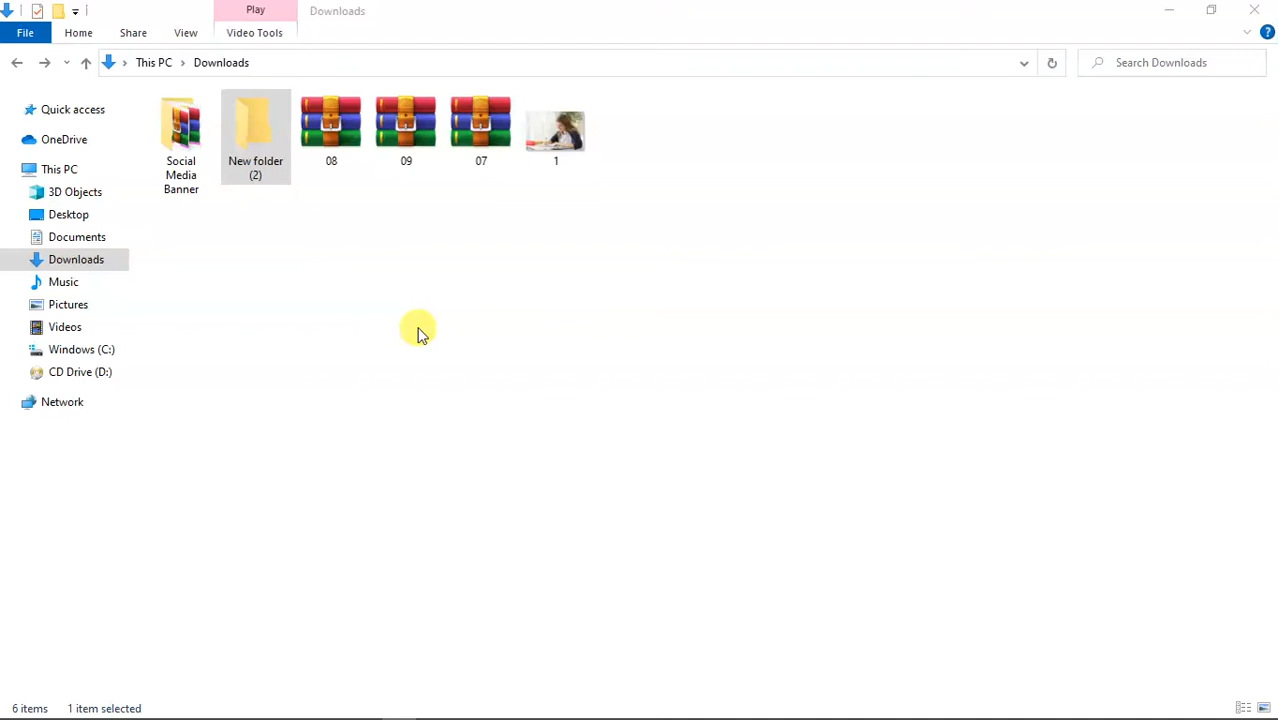 Play
Downloads
File
Home
Share
View
Video Tools
This PC
Downloads
Search Downloads
Quick access
OneDrive
This PC
3D Objects
Desktop
Documents
Downloads
Music
Pictures
Videos
Windows (C:)
CD Drive (D:)
Network
Social
Media
Banner
New folder
(2)
08
09
07
1
6 items
1 item selected